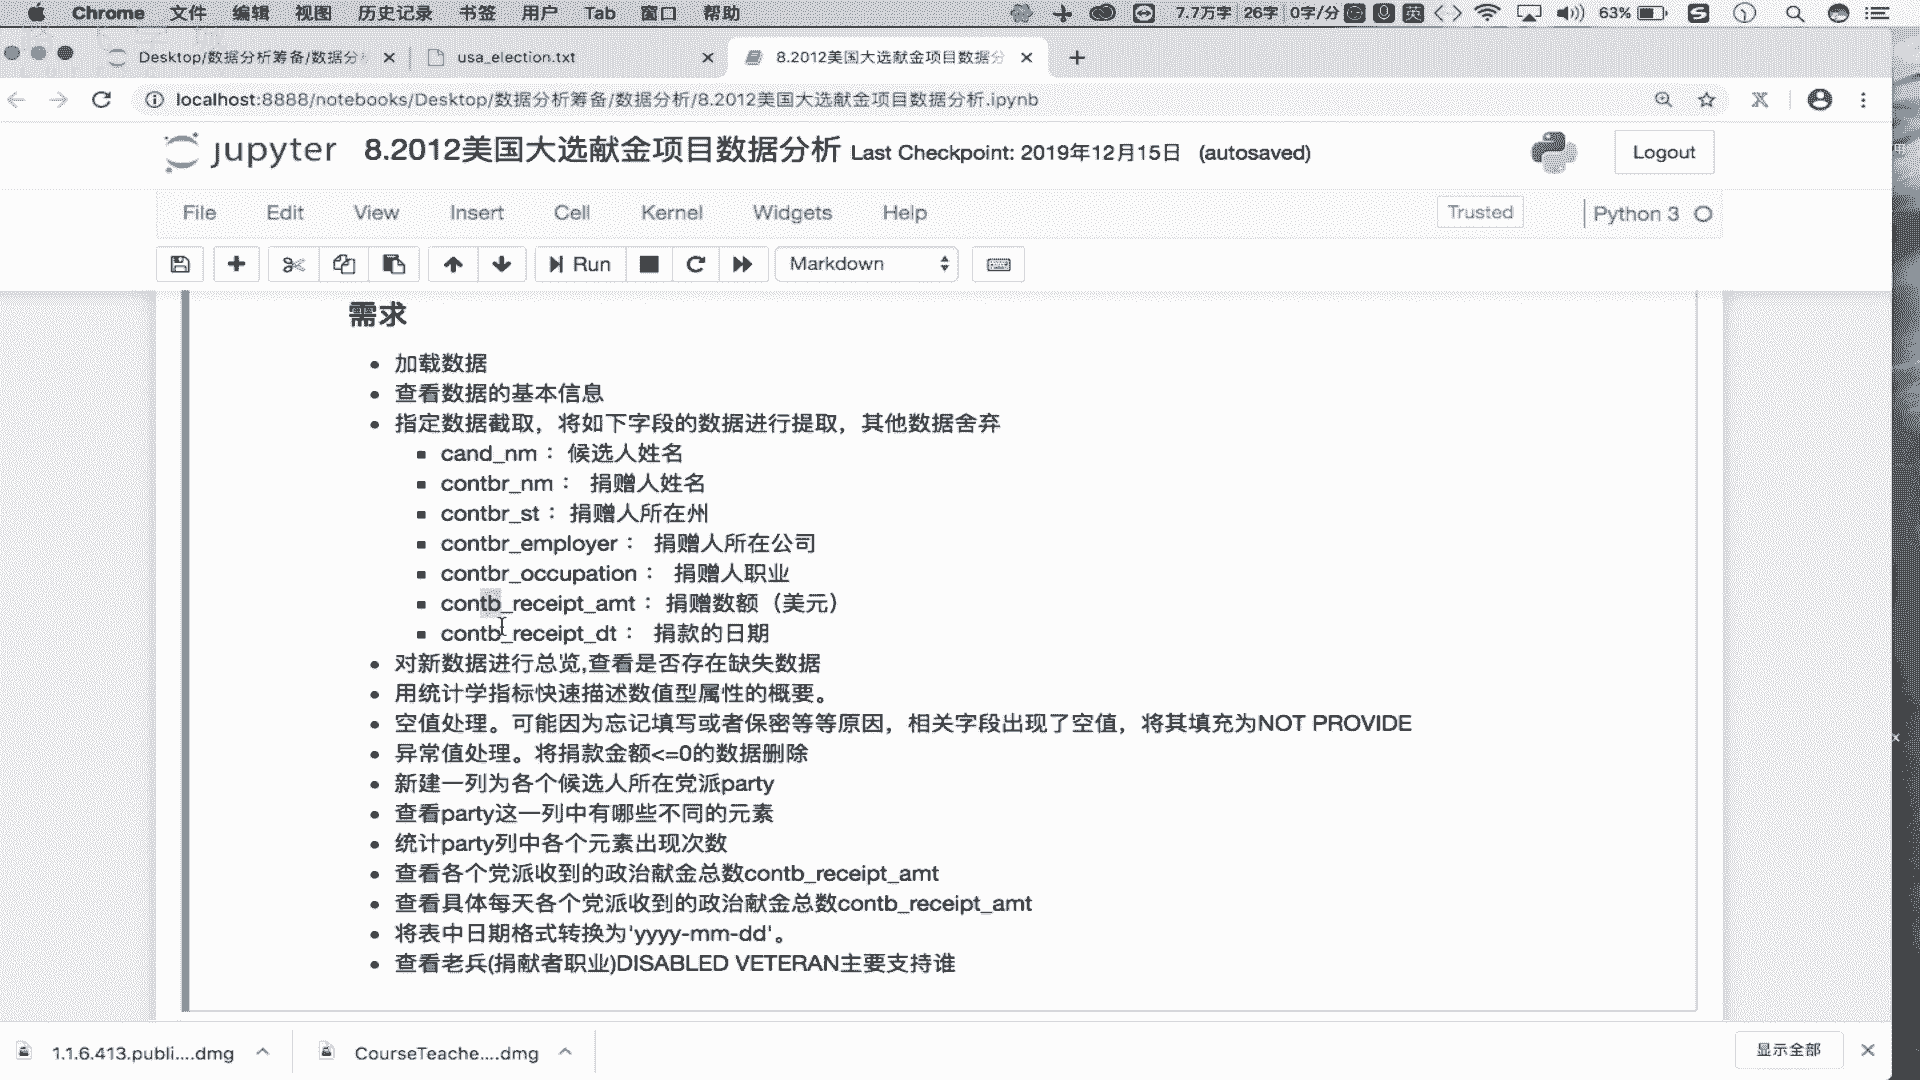 Chrome 文件 编辑 视图 历史记录 书签 用户 Tab 窗口 帮助 7.7万字 26字 0字/分 英 63%
Desktop/数据分析筹备/数据分 usa_election.txt 8.2012美国大选献金项目数据分
localhost:8888/notebooks/Desktop/数据分析筹备/数据分析/8.2012美国大选献金项目数据分析.ipynb
jupyter 8.2012美国大选献金项目数据分析 Last Checkpoint: 2019年12月15日 (autosaved) Logout
File Edit View Insert Cell Kernel Widgets Help Trusted Python 3
Run Markdown
需求
加载数据
查看数据的基本信息
指定数据截取，将如下字段的数据进行提取，其他数据舍弃
cand_nm： 候选人姓名
contbr_nm： 捐赠人姓名
contbr_st： 捐赠人所在州
contbr_employer： 捐赠人所在公司
contbr_occupation： 捐赠人职业
contb_receipt_amt： 捐赠数额（美元）
contb_receipt_dt： 捐款的日期
对新数据进行总览,查看是否存在缺失数据
用统计学指标快速描述数值型属性的概要。
空值处理。可能因为忘记填写或者保密等等原因，相关字段出现了空值，将其填充为NOT PROVIDE
异常值处理。将捐款金额<=0的数据删除
新建一列为各个候选人所在党派party
查看party这一列中有哪些不同的元素
统计party列中各个元素出现次数
查看各个党派收到的政治献金总数contb_receipt_amt
查看具体每天各个党派收到的政治献金总数contb_receipt_amt
将表中日期格式转换为'yyyy-mm-dd'。
查看老兵(捐献者职业)DISABLED VETERAN主要支持谁
1.1.6.413.publi....dmg CourseTeache....dmg 显示全部